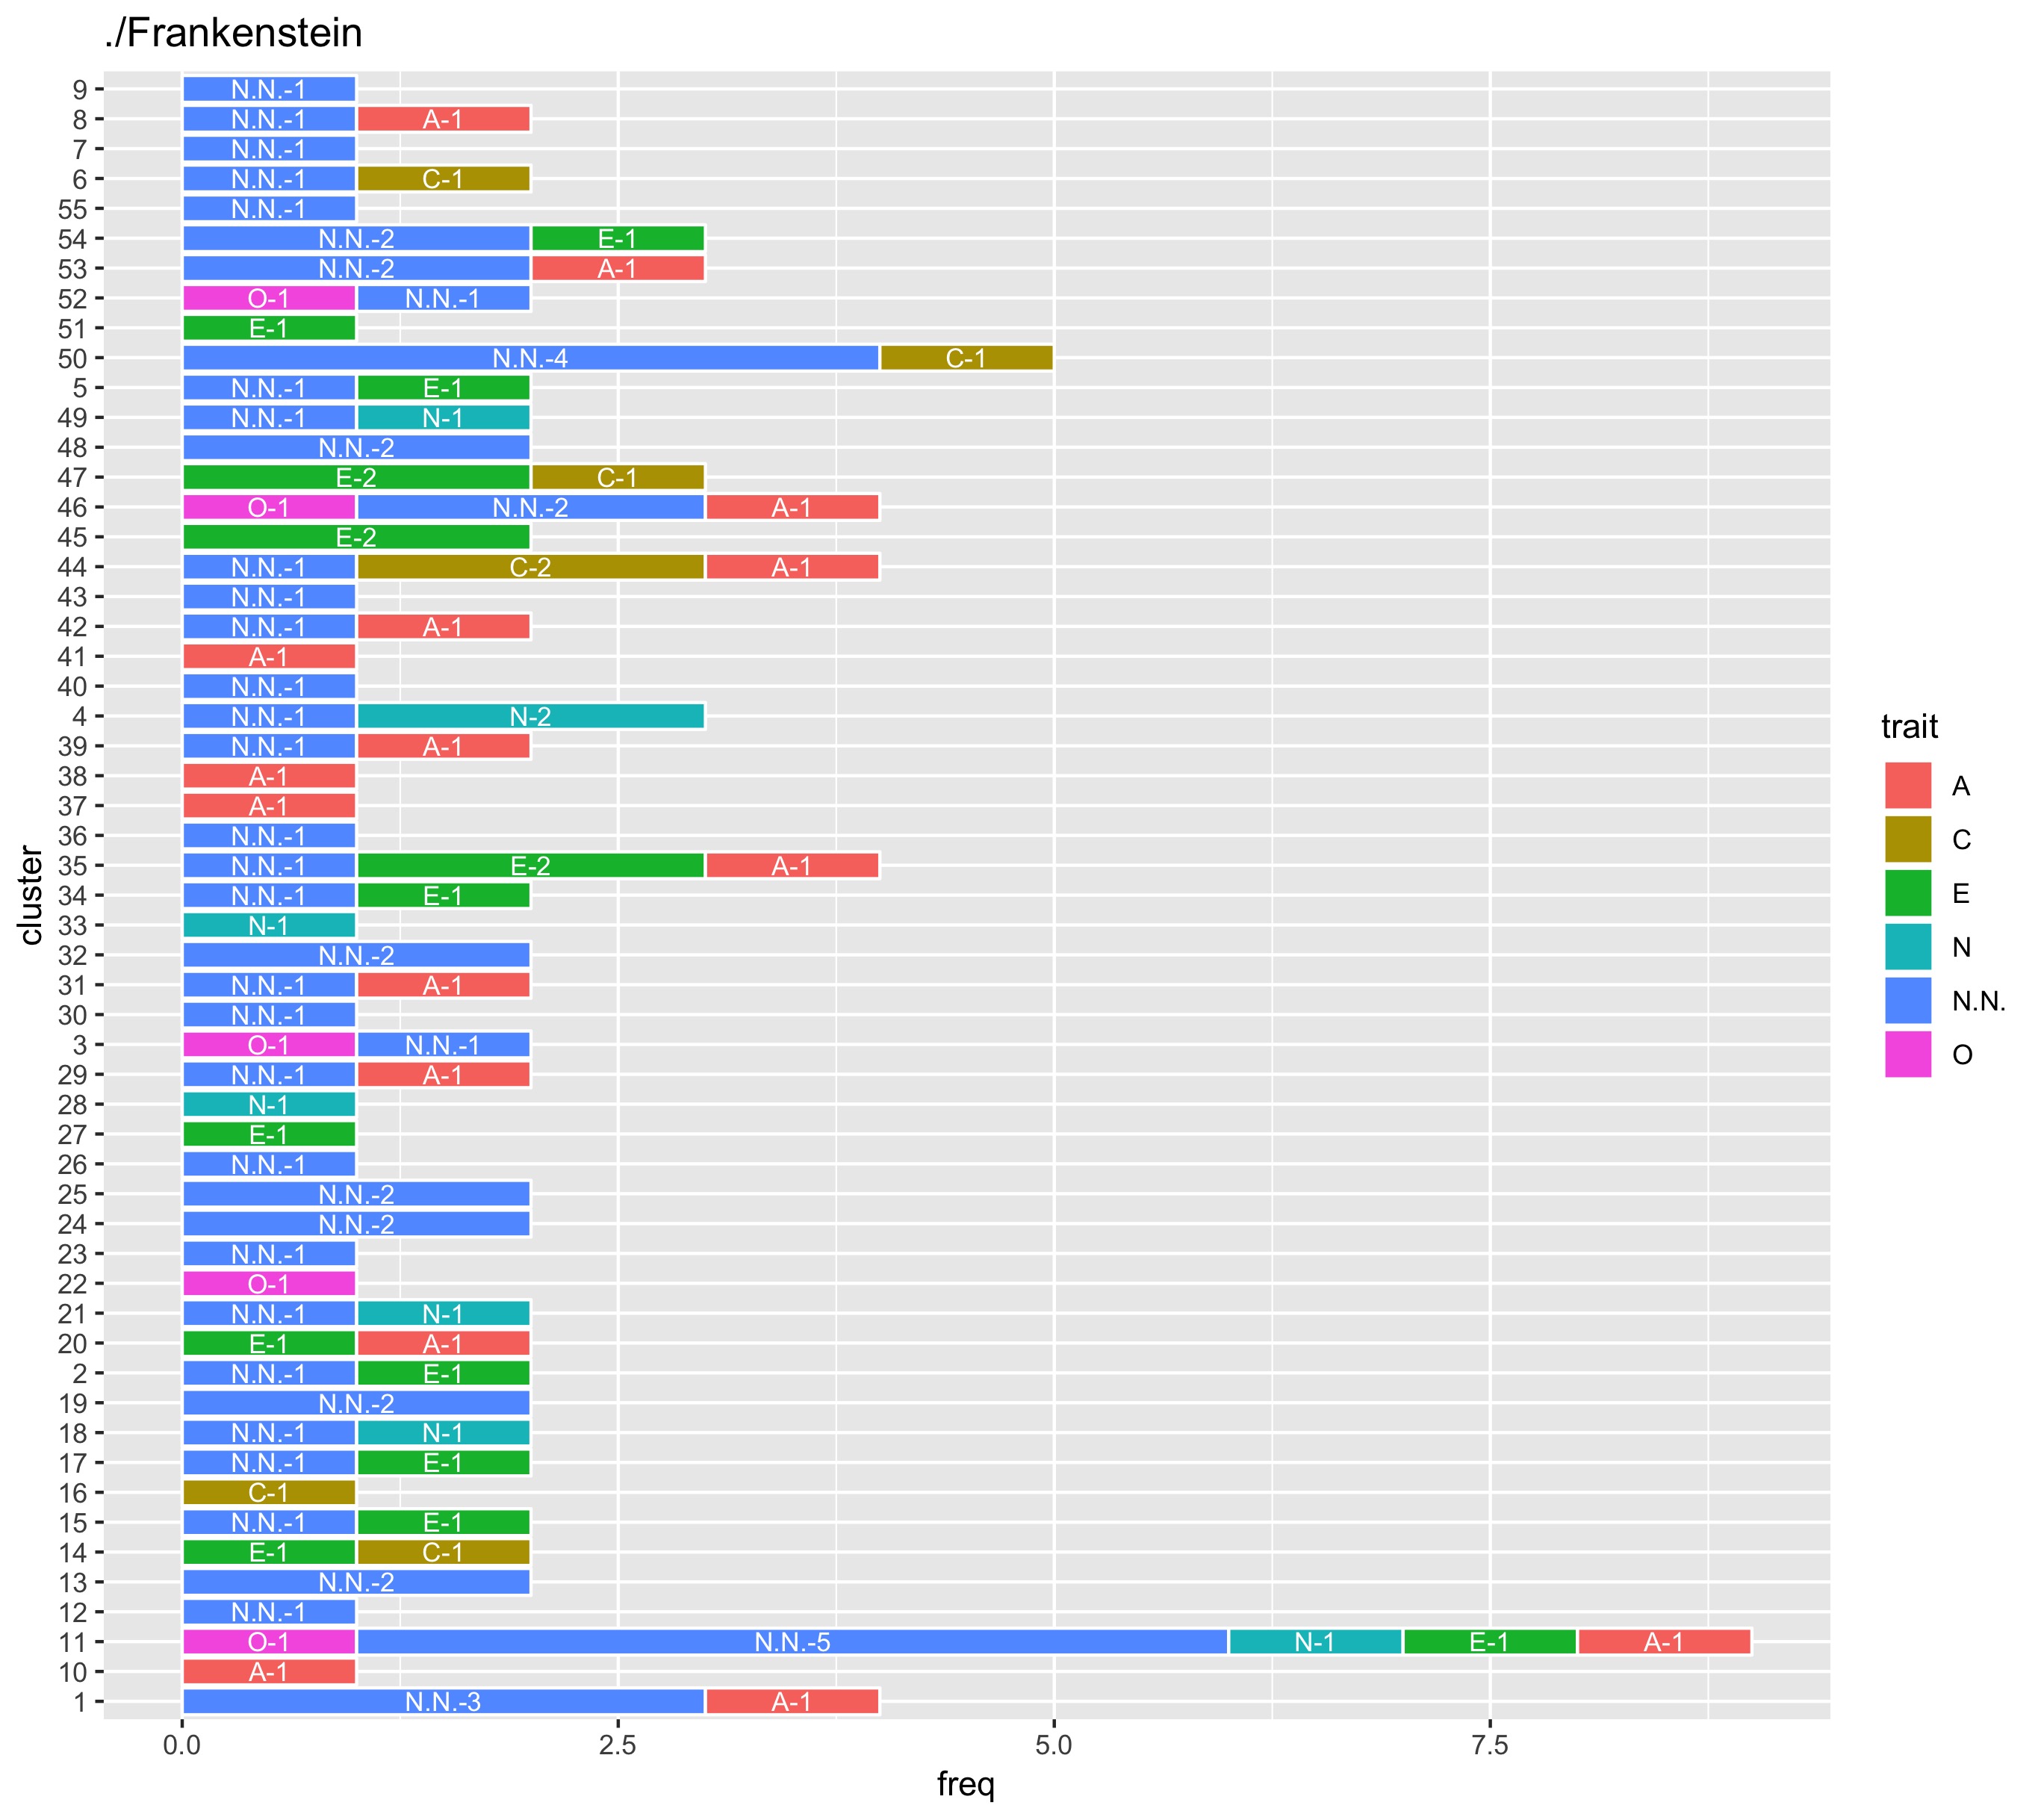 ./Frankenstein
9 N.N.-1
8 N.N.-1 A-1
7 N.N.-1
6 N.N.-1 C-1
55 N.N.-1
54 N.N.-2 E-1
53 N.N.-2 A-1
52 O-1 N.N.-1
51 E-1
50 N.N.-4 C-1
5 N.N.-1 E-1
49 N.N.-1 N-1
48 N.N.-2
47 E-2 C-1
46 O-1 N.N.-2 A-1
45 E-2
44 N.N.-1 C-2 A-1
43 N.N.-1
42 N.N.-1 A-1
41 A-1
40 N.N.-1
4 N.N.-1 N-2
39 N.N.-1 A-1
38 A-1
37 A-1
36 N.N.-1
35 N.N.-1 E-2 A-1
34 N.N.-1 E-1
33 N-1
32 N.N.-2
31 N.N.-1 A-1
30 N.N.-1
3 O-1 N.N.-1
29 N.N.-1 A-1
28 N-1
27 E-1
26 N.N.-1
25 N.N.-2
24 N.N.-2
23 N.N.-1
22 O-1
21 N.N.-1 N-1
20 E-1 A-1
2 N.N.-1 E-1
19 N.N.-2
18 N.N.-1 N-1
17 N.N.-1 E-1
16 C-1
15 N.N.-1 E-1
14 E-1 C-1
13 N.N.-2
12 N.N.-1
11 O-1 N.N.-5 N-1 E-1 A-1
10 A-1
1 N.N.-3 A-1
0.0 2.5 5.0 7.5
freq
cluster
trait
A
C
E
N
N.N.
O